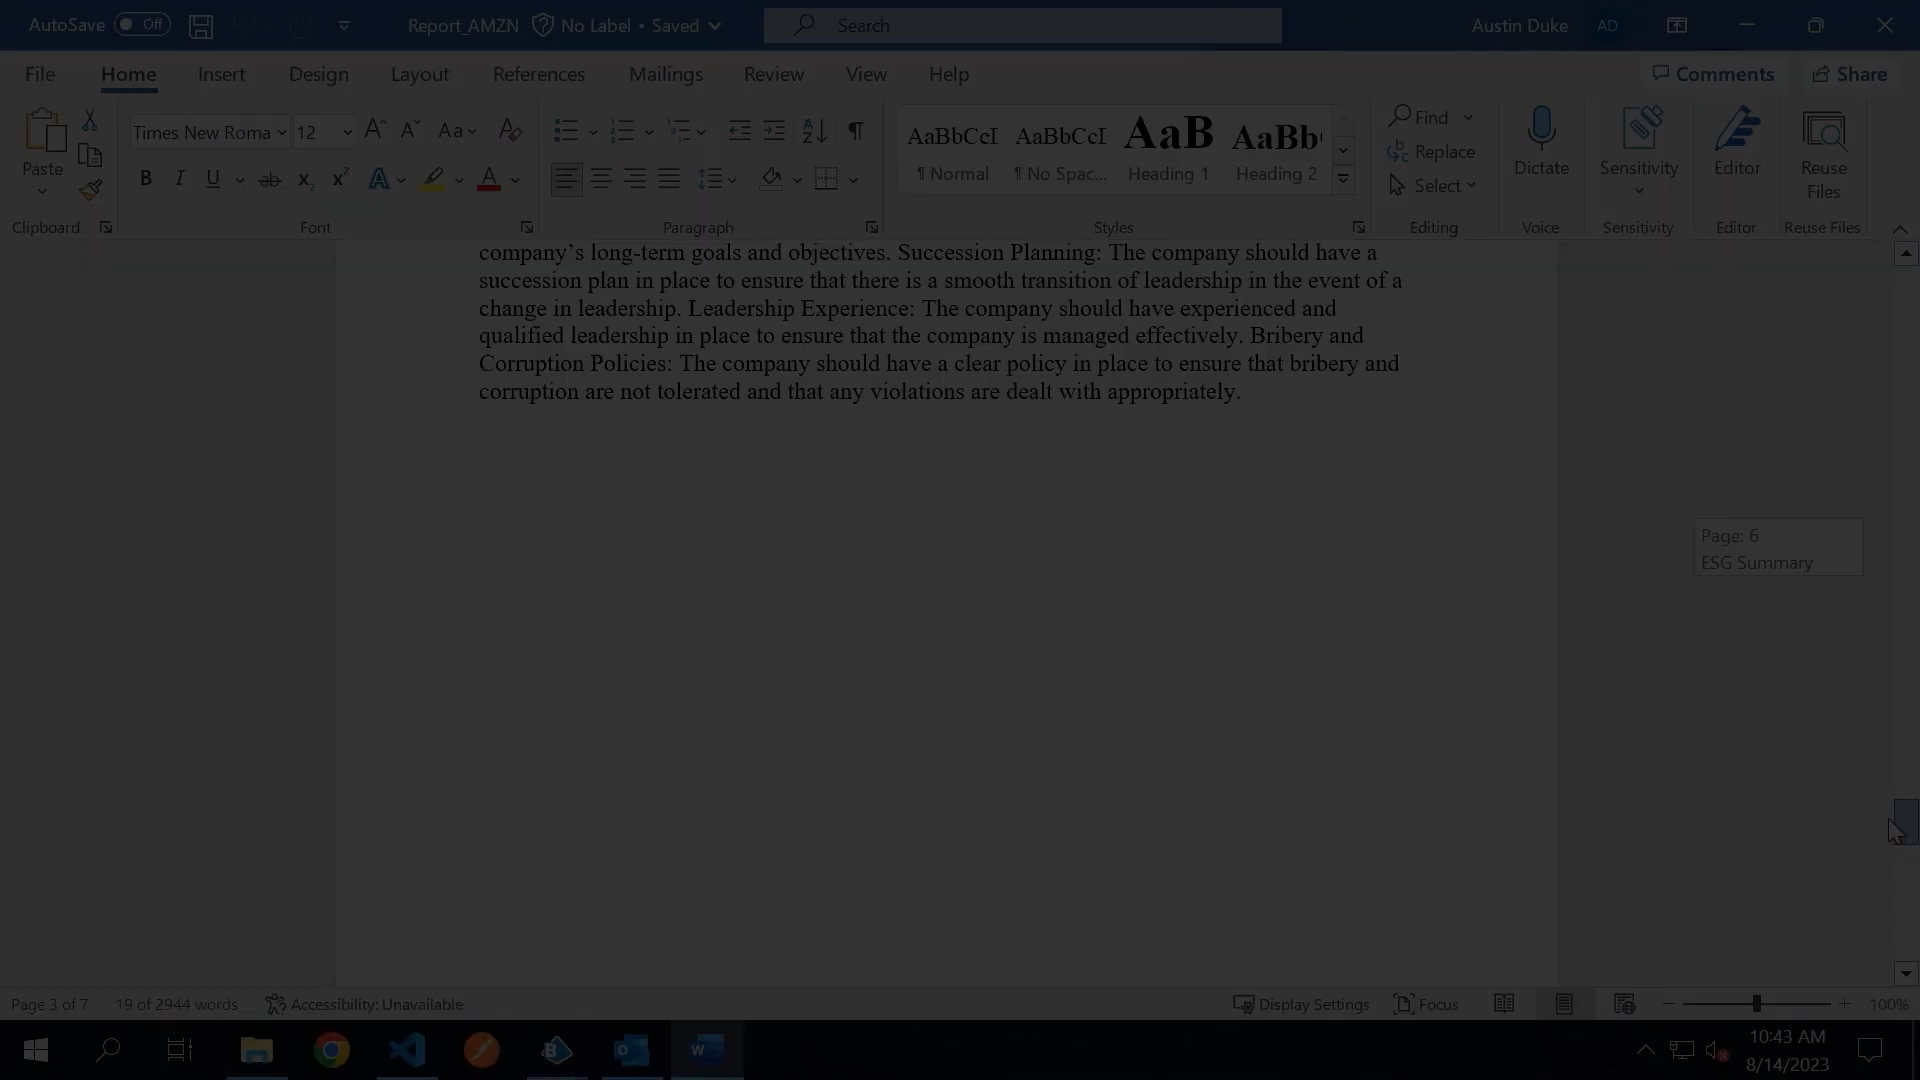 AutoSave Off Report_AMZN No Label • Saved Search Austin Duke AD
File Home Insert Design Layout References Mailings Review View Help Comments Share
Paste
Clipboard
Times New Roma 12 Aa
B I U ab x₂ x² A A
Font
Paragraph
AaBbCcI AaBbCcI AaB AaBb
¶ Normal ¶ No Spac... Heading 1 Heading 2
Styles
Find
Replace
Select
Editing
Dictate
Voice
Sensitivity
Sensitivity
Editor
Editor
Reuse
Files
Reuse Files
company’s long-term goals and objectives. Succession Planning: The company should have a
succession plan in place to ensure that there is a smooth transition of leadership in the event of a
change in leadership. Leadership Experience: The company should have experienced and
qualified leadership in place to ensure that the company is managed effectively. Bribery and
Corruption Policies: The company should have a clear policy in place to ensure that bribery and
corruption are not tolerated and that any violations are dealt with appropriately.
Page: 6
ESG Summary
Page 3 of 7 19 of 2944 words Accessibility: Unavailable Display Settings Focus 100%
10:43 AM
8/14/2023